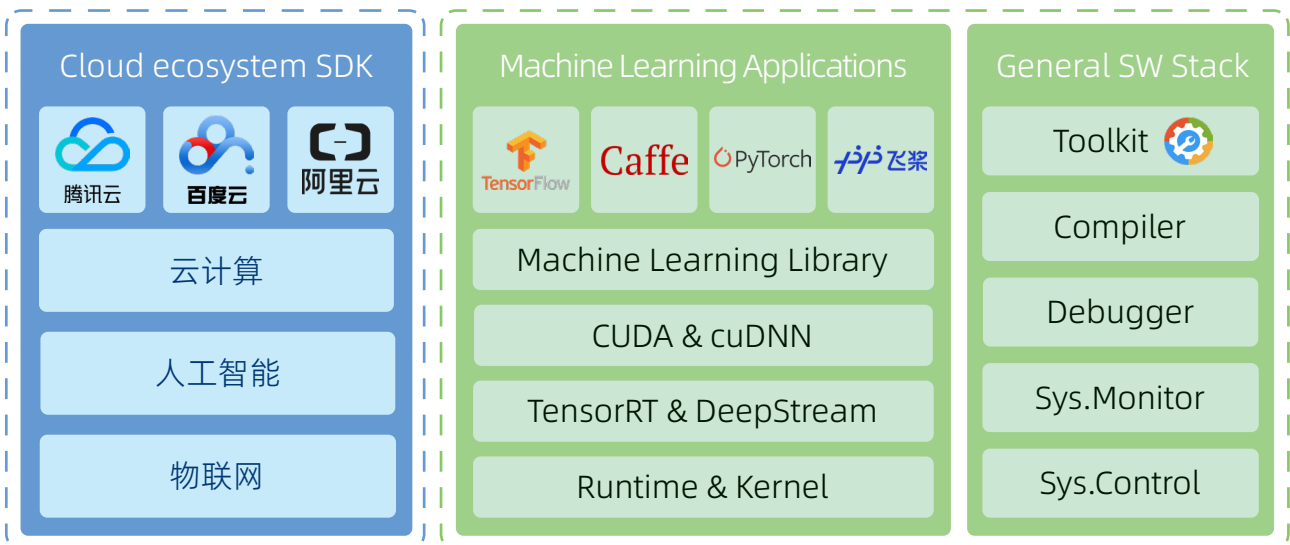 Cloud ecosystem SDK
腾讯云
百度云
阿里云
云计算
人工智能
物联网
Machine Learning Applications
TensorFlow
Caffe
PyTorch
飞桨
Machine Learning Library
CUDA & cuDNN
TensorRT & DeepStream
Runtime & Kernel
General SW Stack
Toolkit
Compiler
Debugger
Sys.Monitor
Sys.Control